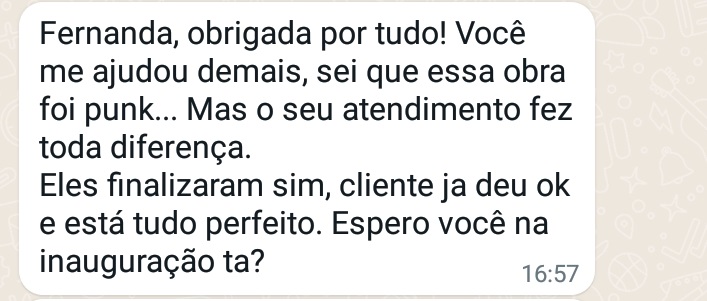 Fernanda, obrigada por tudo! Você
me ajudou demais, sei que essa obra
foi punk... Mas o seu atendimento fez
toda diferença.
Eles finalizaram sim, cliente ja deu ok
e está tudo perfeito. Espero você na
inauguração ta?
16:57